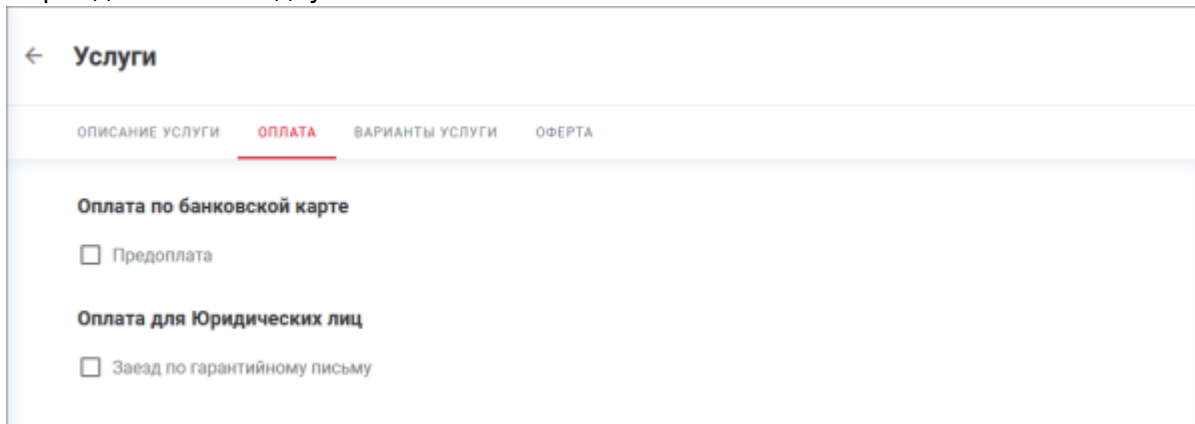 Услуги
ОПИСАНИЕ УСЛУГИ ОПЛАТА ВАРИАНТЫ УСЛУГИ ОФЕРТА
Оплата по банковской карте
Предоплата
Оплата для Юридических лиц
Заезд по гарантийному письму